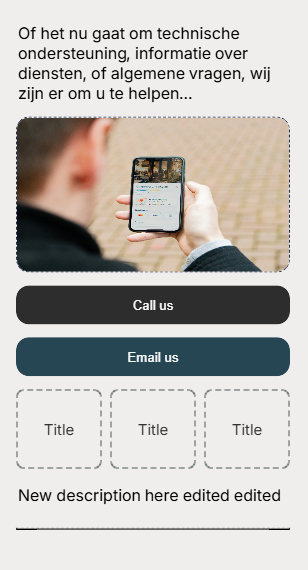 Of het nu gaat om technische
ondersteuning, informatie over
diensten, of algemene vragen, wij
zijn er om u te helpen...
Call us
Email us
Title Title Title
New description here edited edited